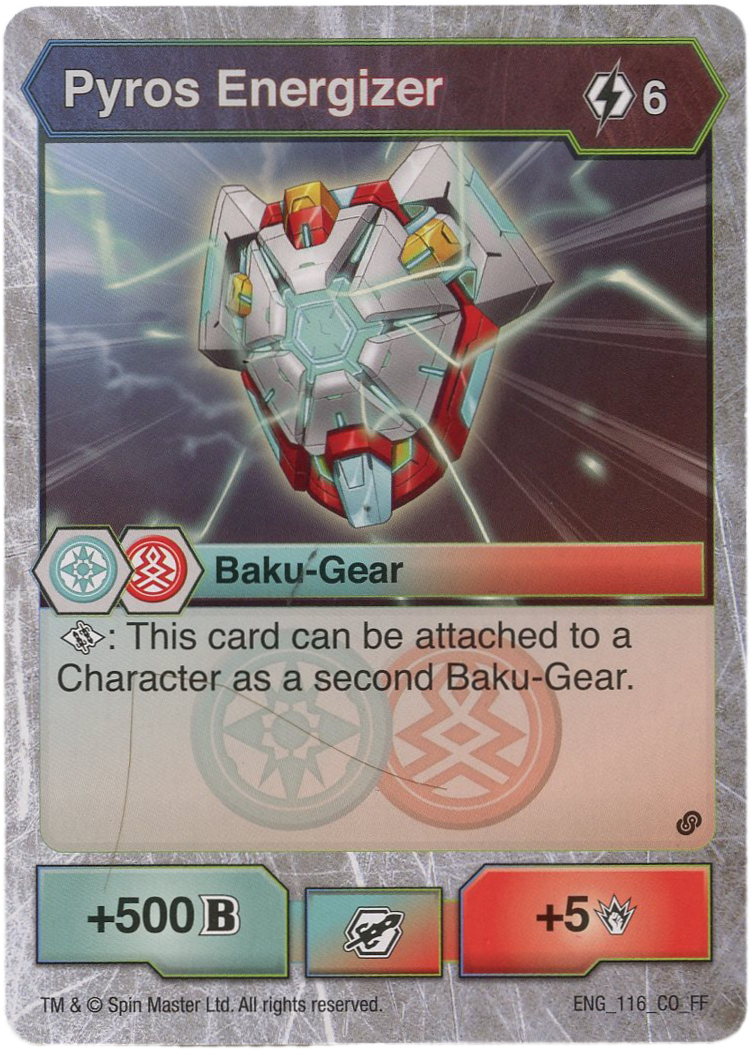 Pyros Energizer
6
Baku-Gear
: This card can be attached to a
Character as a second Baku-Gear.
+500 B
+5
TM & © Spin Master Ltd. All rights reserved.
ENG_116_CO_FF